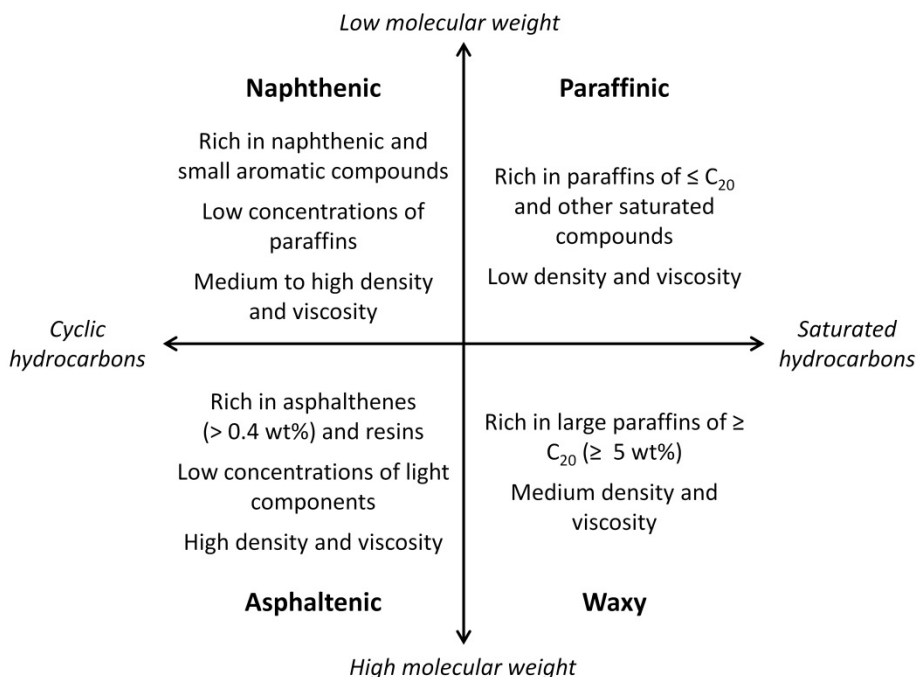 Low molecular weight
Naphthenic
Rich in naphthenic and
small aromatic compounds
Low concentrations of
paraffins
Medium to high density
and viscosity
Paraffinic
Rich in paraffins of ≤ C₂₀
and other saturated
compounds
Low density and viscosity
Cyclic
hydrocarbons
Saturated
hydrocarbons
Rich in asphalthenes
(> 0.4 wt%) and resins
Low concentrations of light
components
High density and viscosity
Asphaltenic
Rich in large paraffins of ≥
C₂₀ (≥ 5 wt%)
Medium density and
viscosity
Waxy
High molecular weight